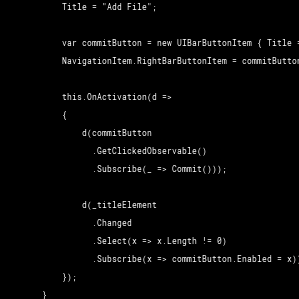 Title = "Add File";
var commitButton = new UIBarButtonItem { Title =
NavigationItem.RightBarButtonItem = commitButton
this.OnActivation(d =>
{
d(commitButton
.GetClickedObservable()
.Subscribe(_ => Commit()));
d(_titleElement
.Changed
.Select(x => x.Length != 0)
.Subscribe(x => commitButton.Enabled = x))
});
}